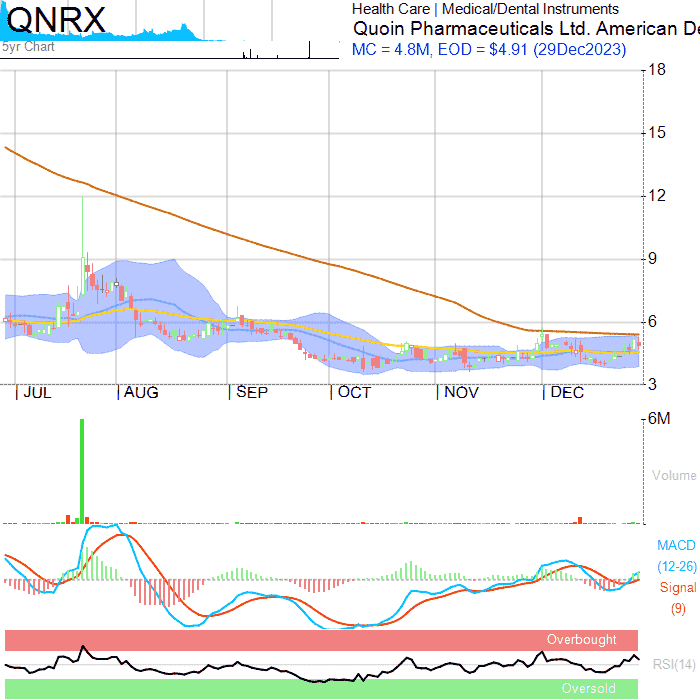 QNRX
5yr Chart
Health Care | Medical/Dental Instruments
Quoin Pharmaceuticals Ltd. American De
MC = 4.8M, EOD = $4.91 (29Dec2023)
18
15
12
9
6
3
JUL AUG SEP OCT NOV DEC
6M
Volume
MACD
(12-26)
Signal
(9)
Overbought
RSI(14)
Oversold